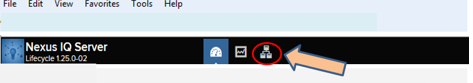 File Edit View Favorites Tools Help
Nexus IQ Server
Lifecycle 1.25.0-02